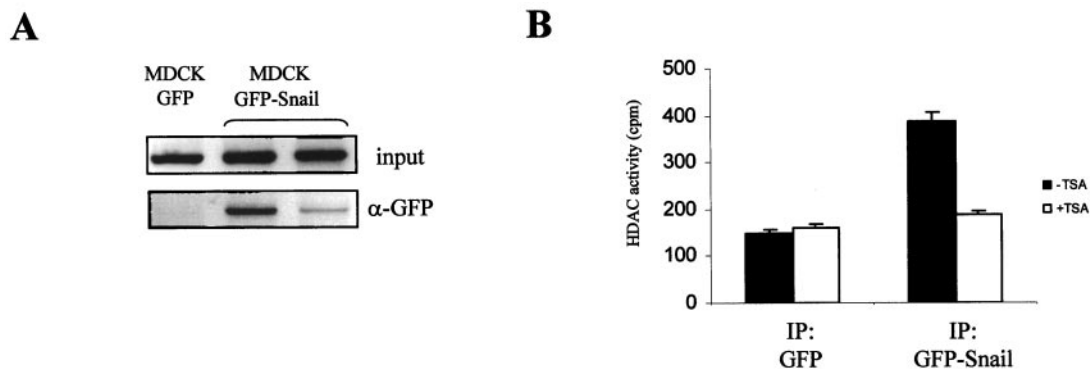 A
MDCK
GFP
MDCK
GFP-Snail
input
α-GFP
B
HDAC activity (cpm)
500
400
300
200
100
0
-TSA
+TSA
IP:
GFP
IP:
GFP-Snail